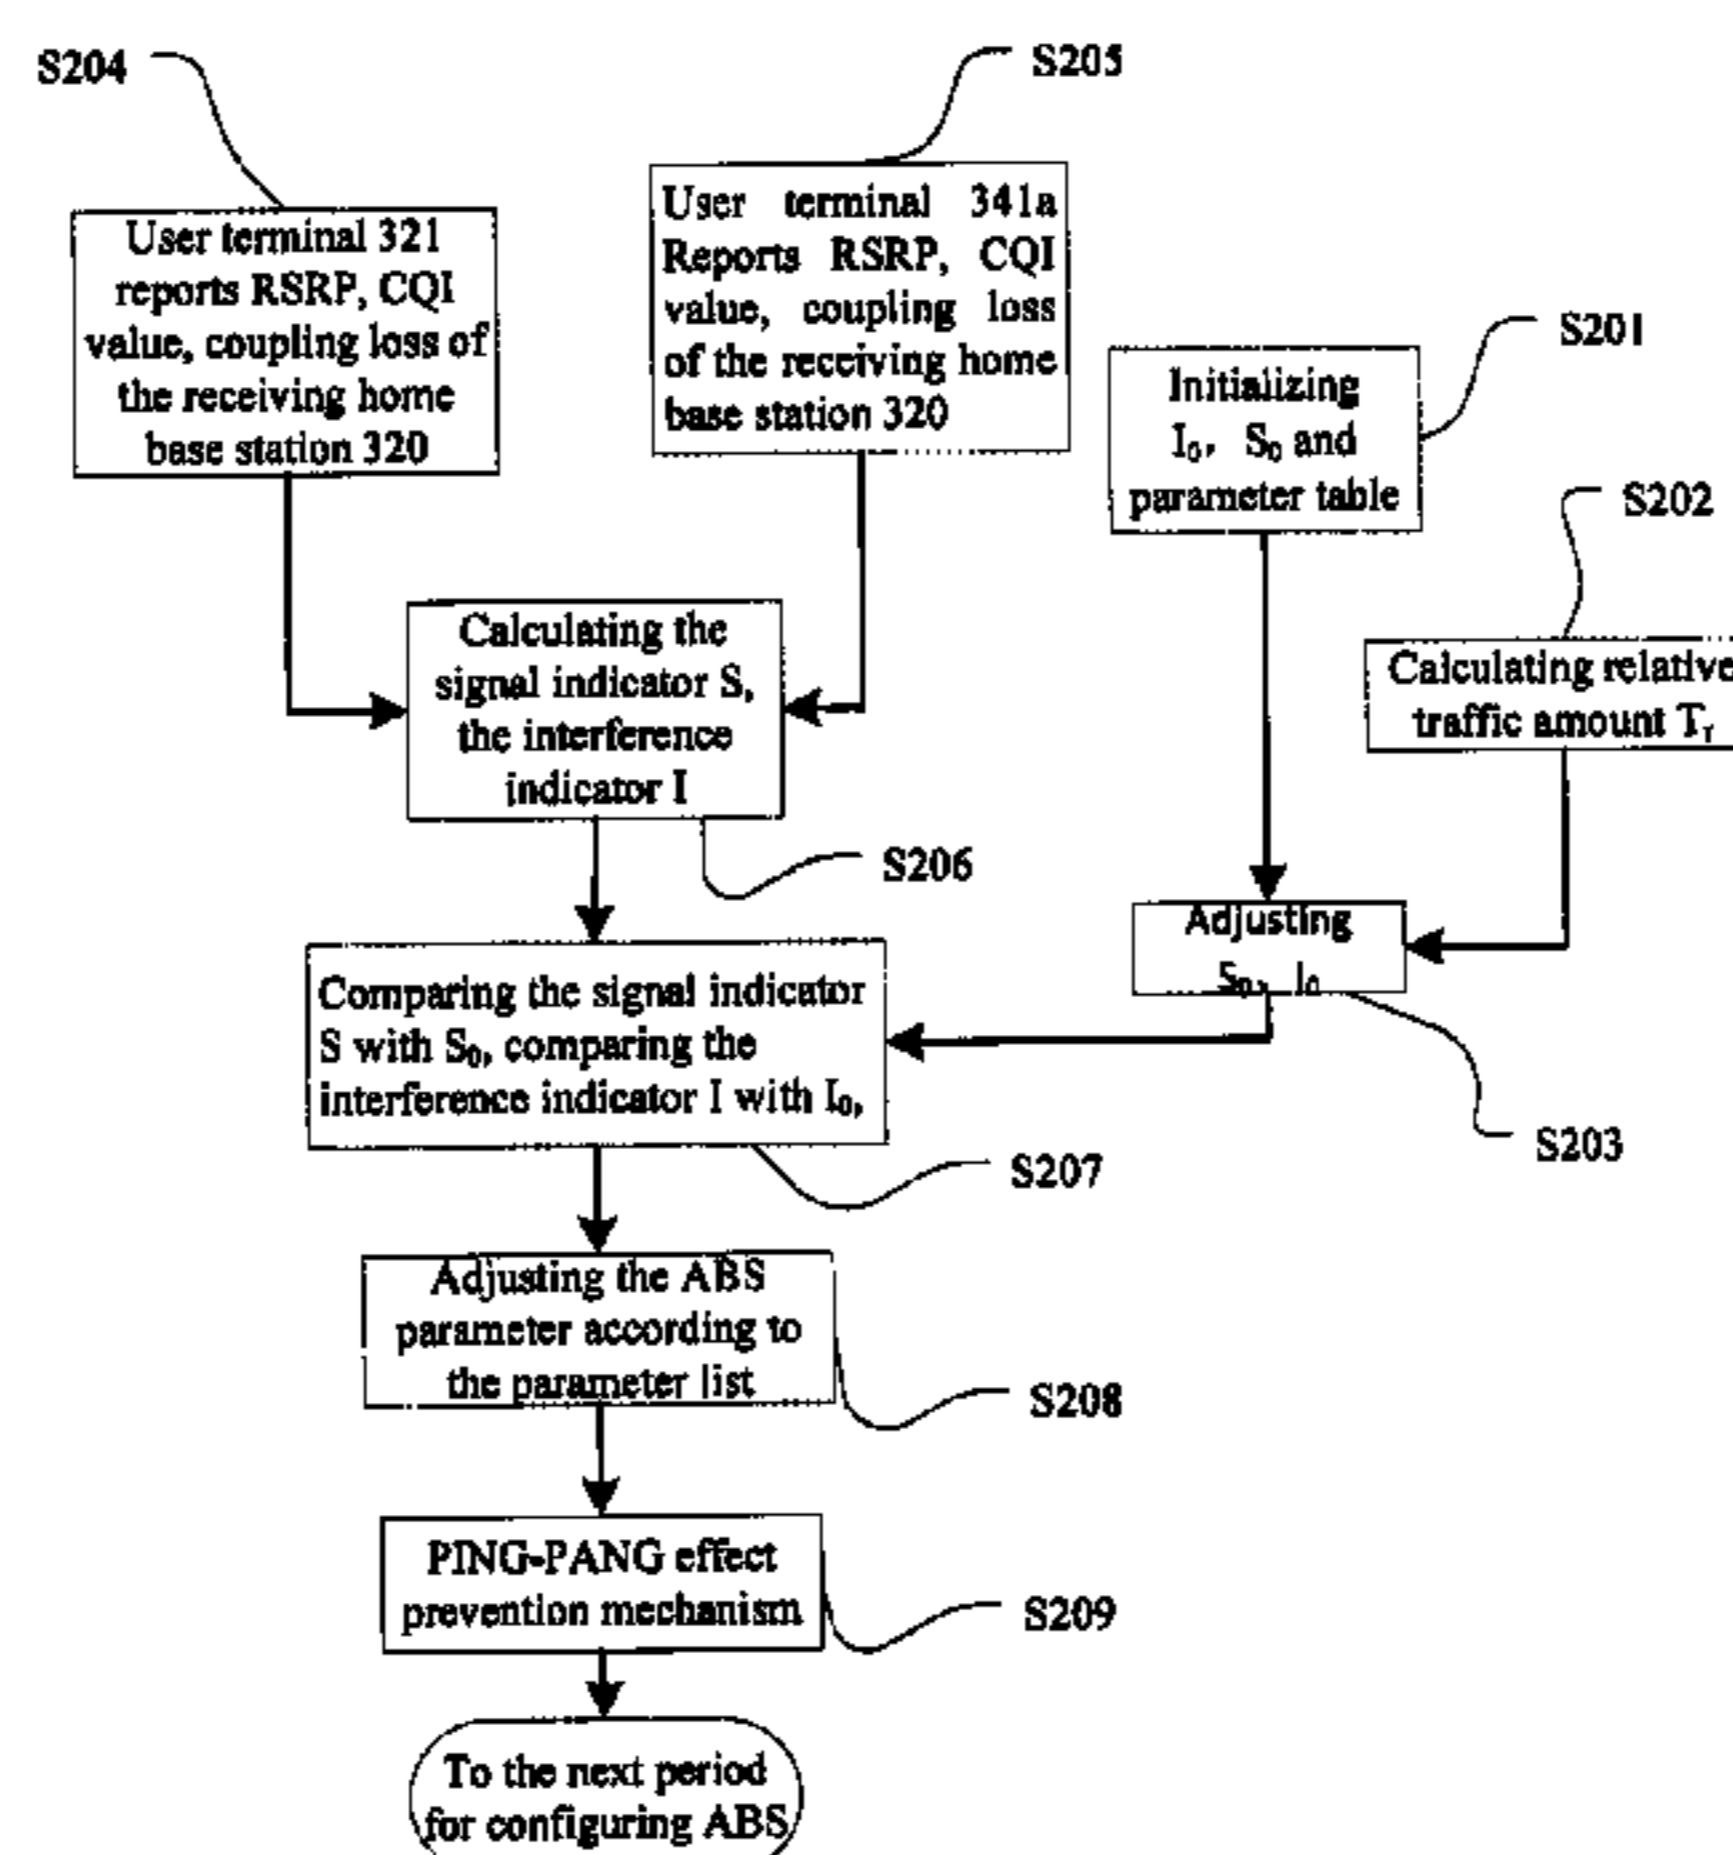 S204
User terminal 321
reports RSRP, CQI
value, coupling loss of
the receiving home
base station 320
S205
User terminal 341a
Reports RSRP, CQI
value, coupling loss
of the receiving home
base station 320
S201
Initializing
I₀, S₀ and
parameter table
S202
Calculating relative
traffic amount Tᵣ
Calculating the
signal indicator S,
the interference
indicator I
S206
Adjusting
S₀, I₀
S203
Comparing the signal indicator
S with S₀, comparing the
interference indicator I with I₀,
S207
Adjusting the ABS
parameter according to
the parameter list
S208
PING-PANG effect
prevention mechanism
S209
To the next period
for configuring ABS